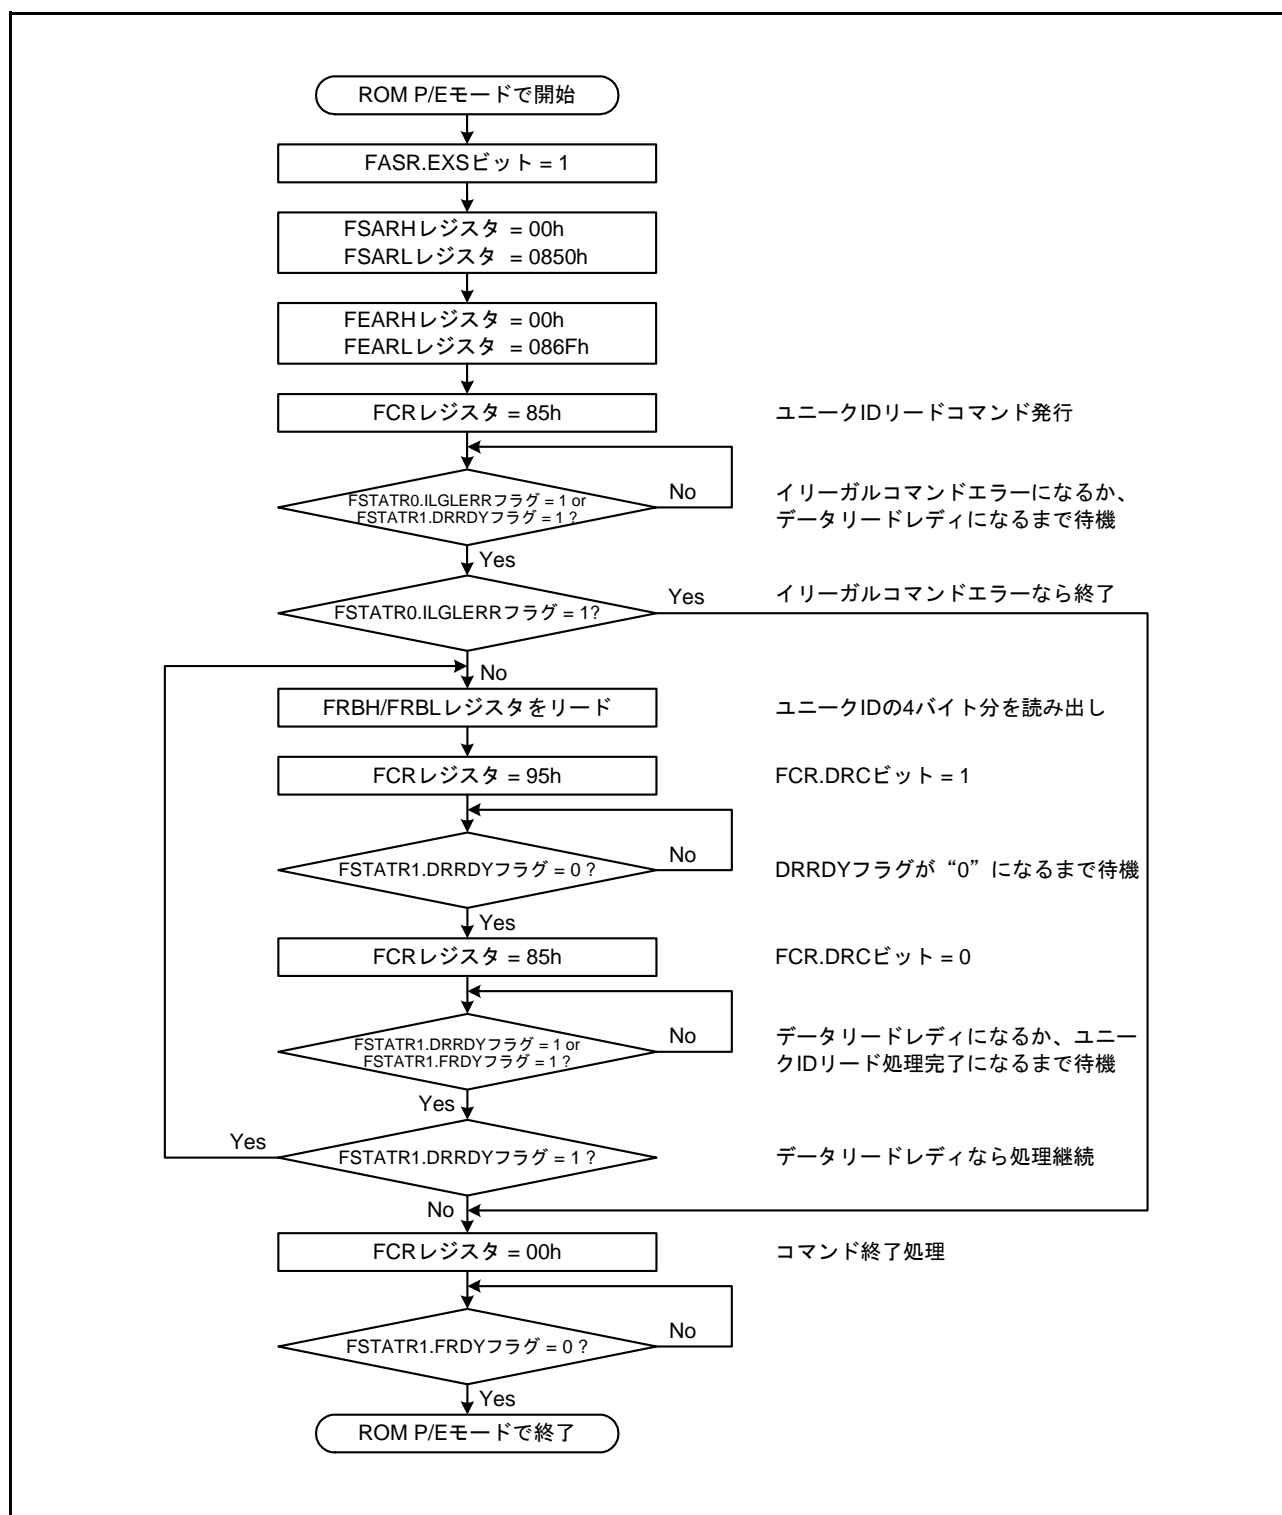 ROM P/Eモードで開始
FASR.EXSビット = 1
FSARHレジスタ = 00h
FSARLレジスタ = 0850h
FEARHレジスタ = 00h
FEARLレジスタ = 086Fh
FCRレジスタ = 85h
ユニークIDリードコマンド発行
FSTATR0.ILGLERRフラグ = 1 or
FSTATR1.DRRDYフラグ = 1 ?
No
イリーガルコマンドエラーになるか、
データリードレディになるまで待機
Yes
FSTATR0.ILGLERRフラグ = 1?
Yes
イリーガルコマンドエラーなら終了
No
FRBH/FRBLレジスタをリード
ユニークIDの4バイト分を読み出し
FCRレジスタ = 95h
FCR.DRCビット = 1
FSTATR1.DRRDYフラグ = 0 ?
No
DRRDYフラグが“0”になるまで待機
Yes
FCRレジスタ = 85h
FCR.DRCビット = 0
FSTATR1.DRRDYフラグ = 1 or
FSTATR1.FRDYフラグ = 1 ?
No
データリードレディになるか、ユニー
クIDリード処理完了になるまで待機
Yes
Yes
FSTATR1.DRRDYフラグ = 1 ?
データリードレディなら処理継続
No
FCRレジスタ = 00h
コマンド終了処理
FSTATR1.FRDYフラグ = 0 ?
No
Yes
ROM P/Eモードで終了